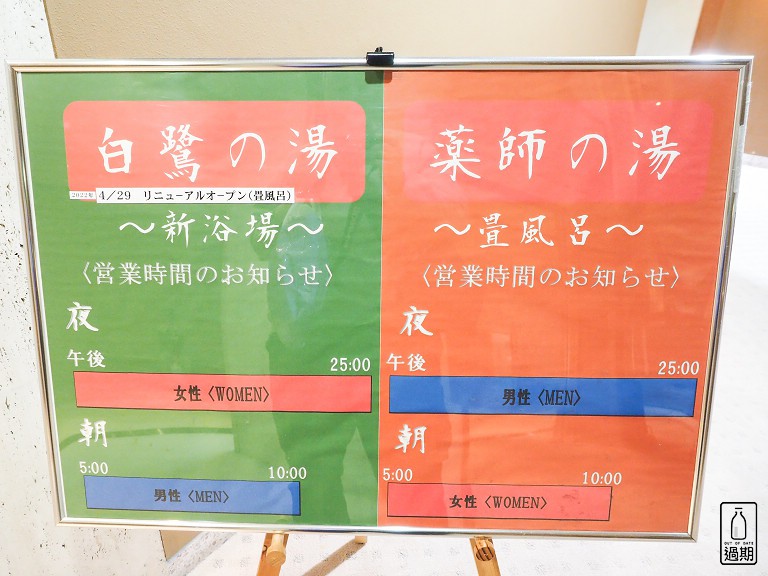 白鷺の湯
2022年 4/29 リニューアルオープン(畳風呂)
～新浴場～
〈営業時間のお知らせ〉
夜
午後 25:00
女性〈WOMEN〉
朝
5:00 10:00
男性〈MEN〉
薬師の湯
～畳風呂～
〈営業時間のお知らせ〉
夜
午後 25:00
男性〈MEN〉
朝
5:00 10:00
女性〈WOMEN〉
OUT OF DATE
過期